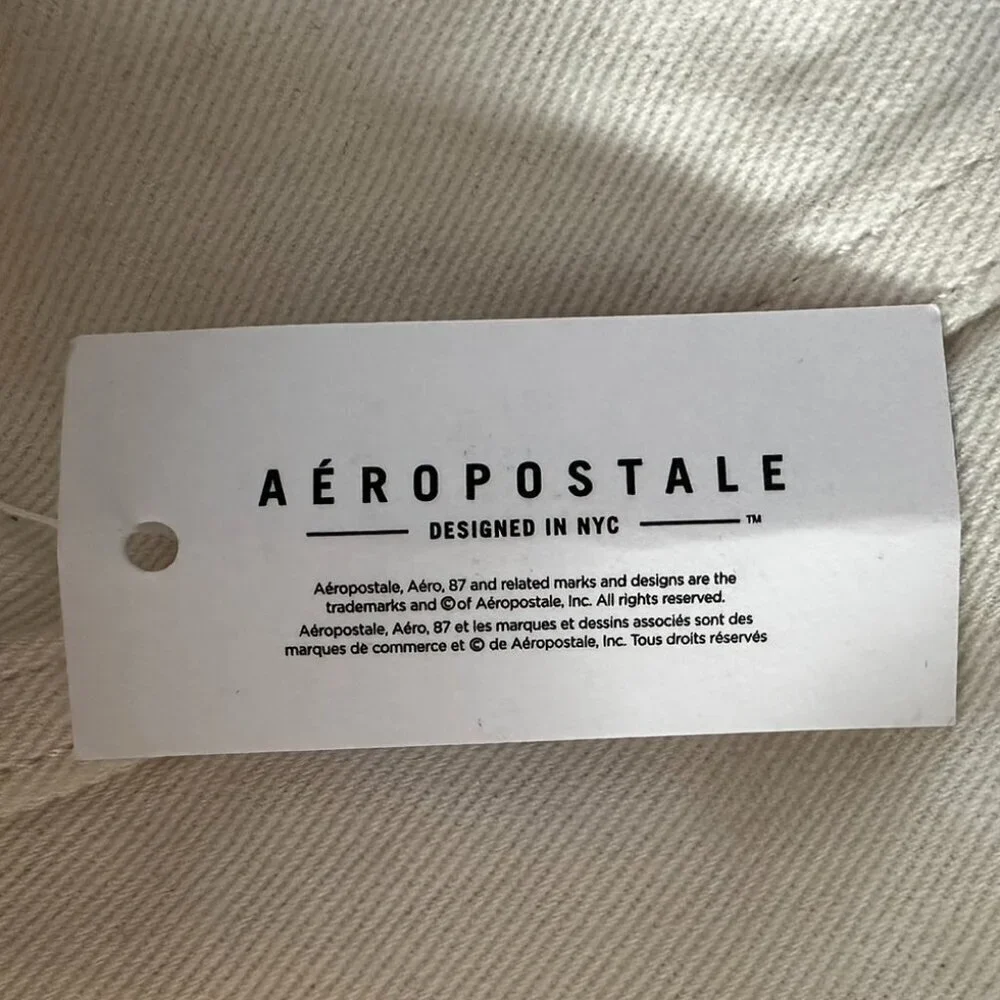 AÉROPOSTALE
DESIGNED IN NYC ™
Aéropostale, Aéro, 87 and related marks and designs are the
trademarks and © of Aéropostale, Inc. All rights reserved.
Aéropostale, Aéro, 87 et les marques et dessins associés sont des
marques de commerce et © de Aéropostale, Inc. Tous droits réservés